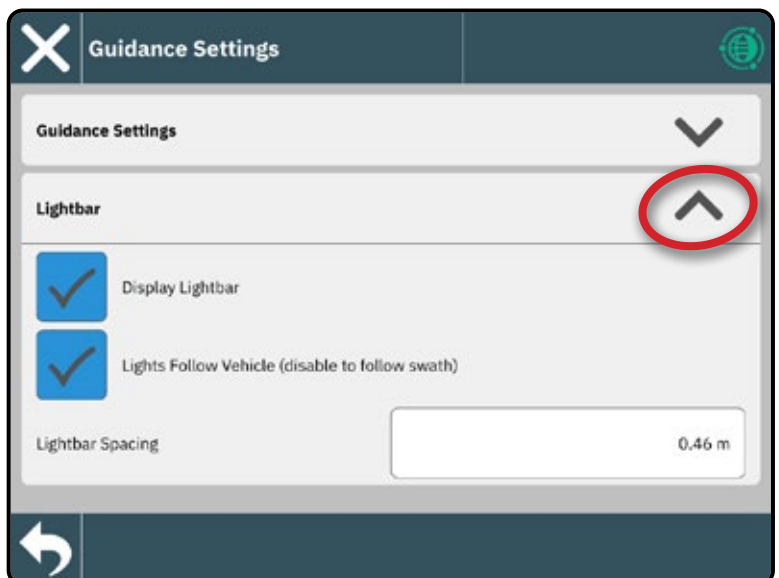 Guidance Settings
Guidance Settings
Lightbar
Display Lightbar
Lights Follow Vehicle (disable to follow swath)
Lightbar Spacing
0.46 m